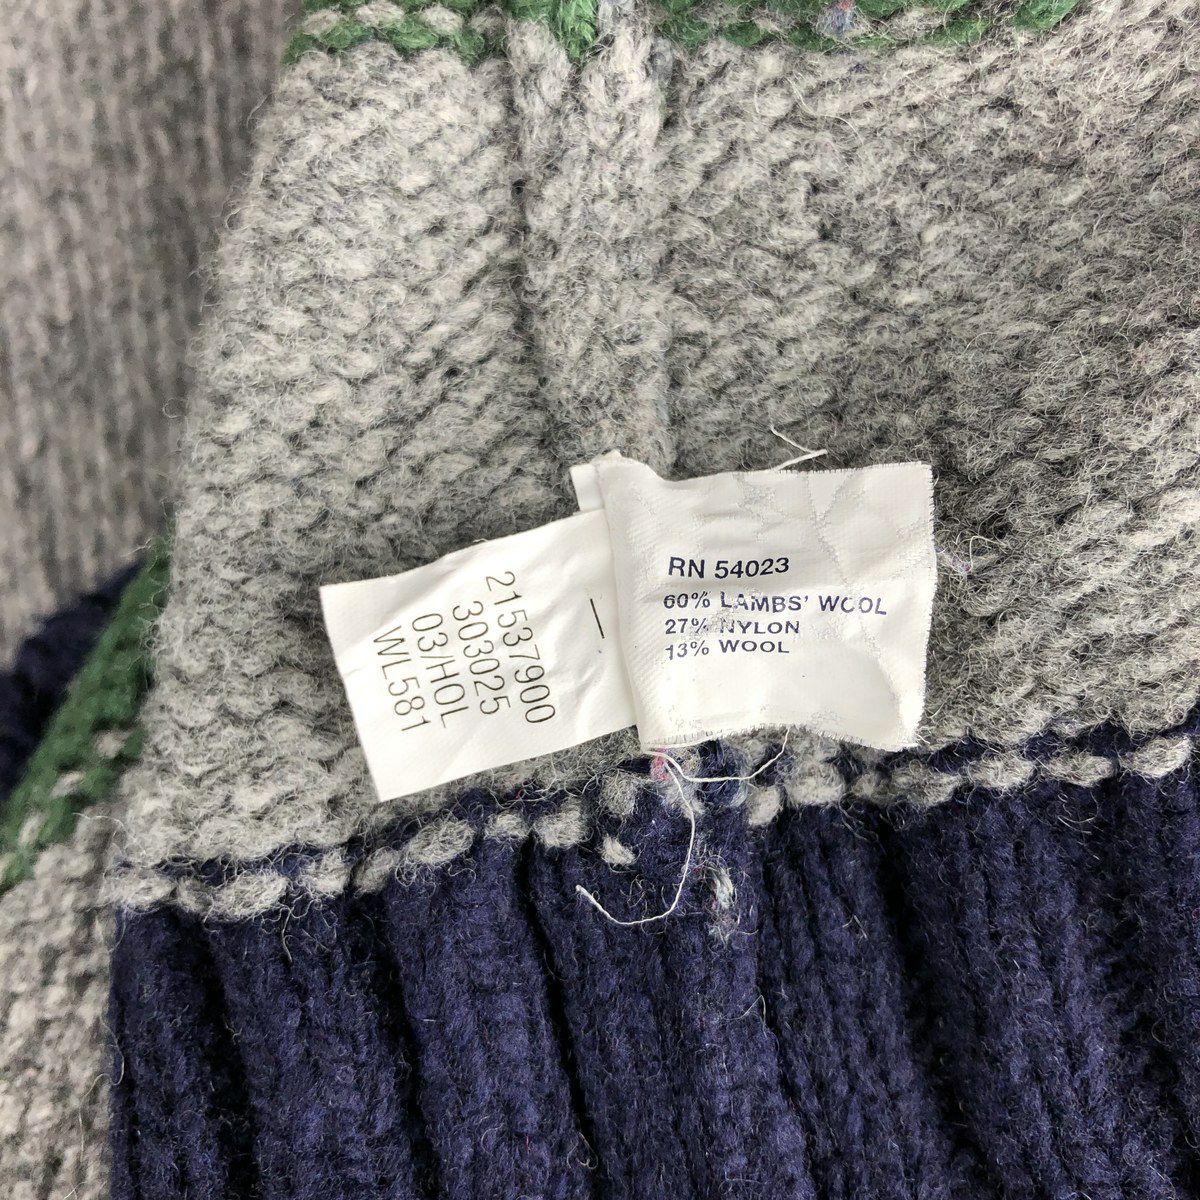 21537900
303025
03/HOL
WL581
RN 54023
60% LAMBS' WOOL
27% NYLON
13% WOOL